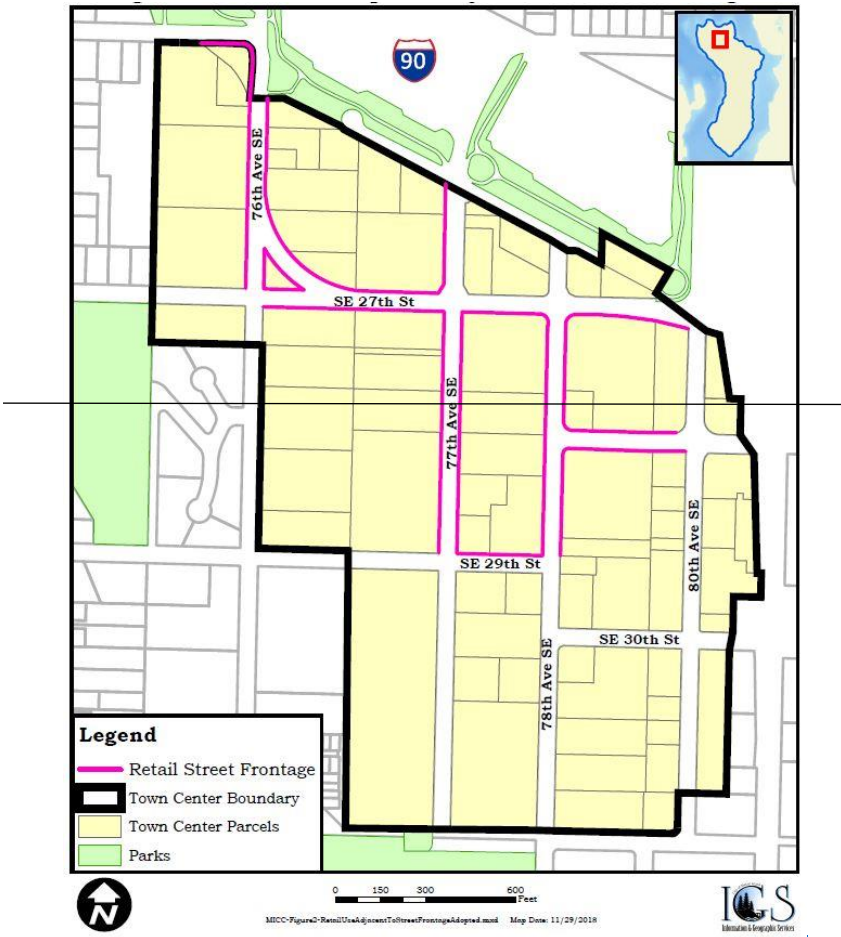 90
76th Ave SE
SE 27th St
77th Ave SE
80th Ave SE
SE 29th St
SE 30th St
78th Ave SE
Legend
Retail Street Frontage
Town Center Boundary
Town Center Parcels
Parks
N
0 150 300 600
Feet
MICC-Figure2-RetailUseAdjacentToStreetFrontageAdopted.mxd Map Date: 11/29/2018
IGS
Information & Geographic Services